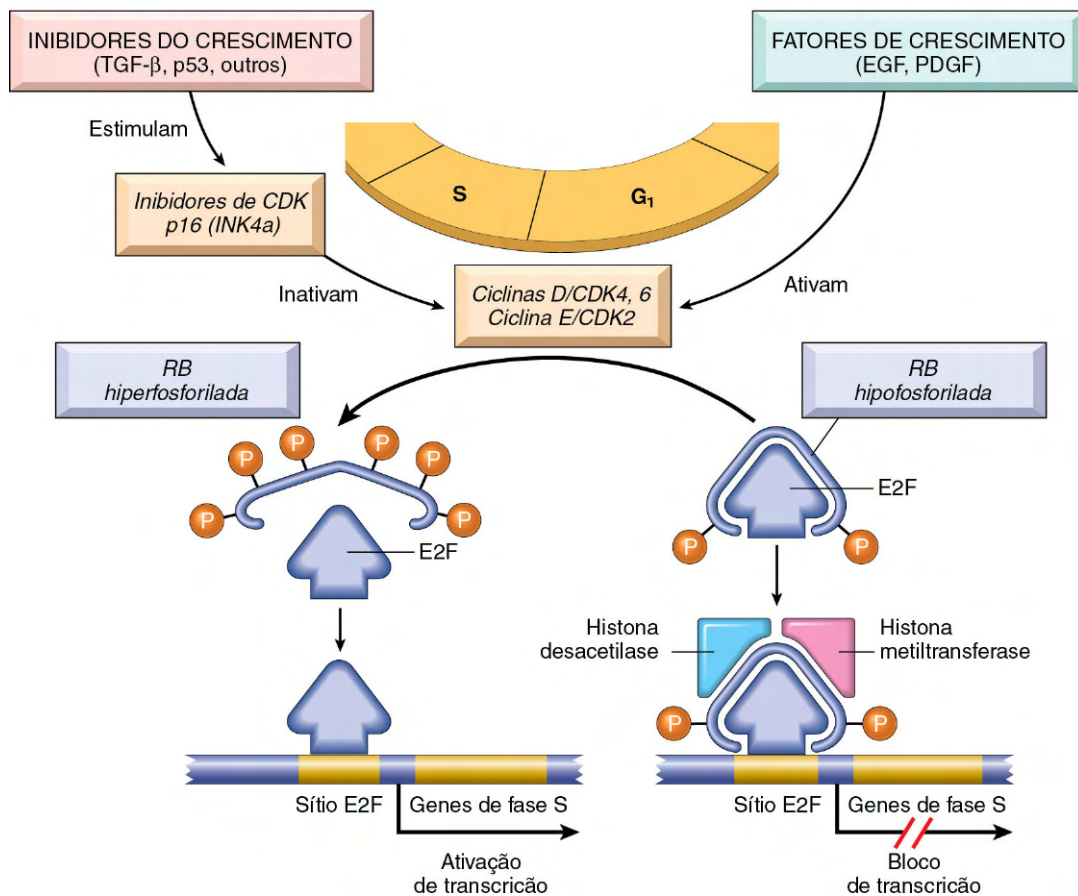 INIBIDORES DO CRESCIMENTO
(TGF-β, p53, outros)
FATORES DE CRESCIMENTO
(EGF, PDGF)
Estimulam
Inibidores de CDK
p16 (INK4a)
S
G₁
Inativam
Ciclinas D/CDK4, 6
Ciclina E/CDK2
Ativam
RB
hiperfosforilada
RB
hipofosforilada
P
P
P
P
P
P
E2F
E2F
P
P
Histona
desacetilase
Histona
metiltransferase
P
P
Sítio E2F
Genes de fase S
Ativação
de transcrição
Sítio E2F
Genes de fase S
Bloco
de transcrição